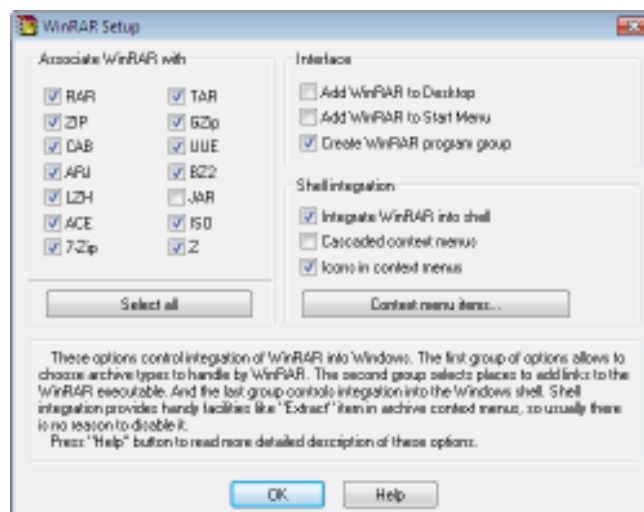 WinRAR Setup
Associate WinRAR with
RAR
TAR
ZIP
GZip
CAB
UUE
ARJ
BZ2
LZH
JAR
ACE
ISO
7-Zip
Z
Select all
Interface
Add WinRAR to Desktop
Add WinRAR to Start Menu
Create WinRAR program group
Shell integration
Integrate WinRAR into shell
Cascaded context menus
Icons in context menus
Context menu items...
These options control integration of WinRAR into Windows. The first group of options allows to
choose archive types to handle by WinRAR. The second group selects places to add links to the
WinRAR executable. And the last group controls integration into the Windows shell. Shell
integration provides handy facilities like "Extract" item in archive context menus, so usually there
is no reason to disable it.
Press "Help" button to read more detailed description of these options.
OK
Help